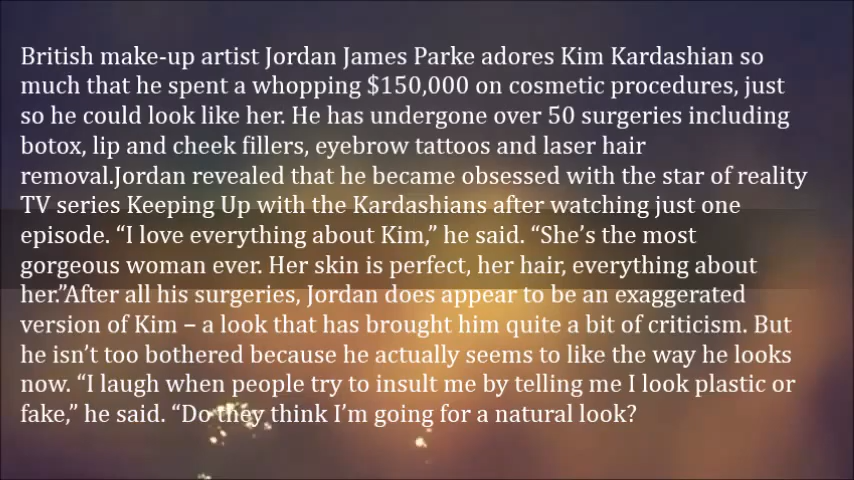 British make-up artist Jordan James Parke adores Kim Kardashian so
much that he spent a whopping $150,000 on cosmetic procedures, just
so he could look like her. He has undergone over 50 surgeries including
botox, lip and cheek fillers, eyebrow tattoos and laser hair
removal.Jordan revealed that he became obsessed with the star of reality
TV series Keeping Up with the Kardashians after watching just one
episode. “I love everything about Kim,” he said. “She’s the most
gorgeous woman ever. Her skin is perfect, her hair, everything about
her.”After all his surgeries, Jordan does appear to be an exaggerated
version of Kim – a look that has brought him quite a bit of criticism. But
he isn’t too bothered because he actually seems to like the way he looks
now. “I laugh when people try to insult me by telling me I look plastic or
fake,” he said. “Do they think I’m going for a natural look?